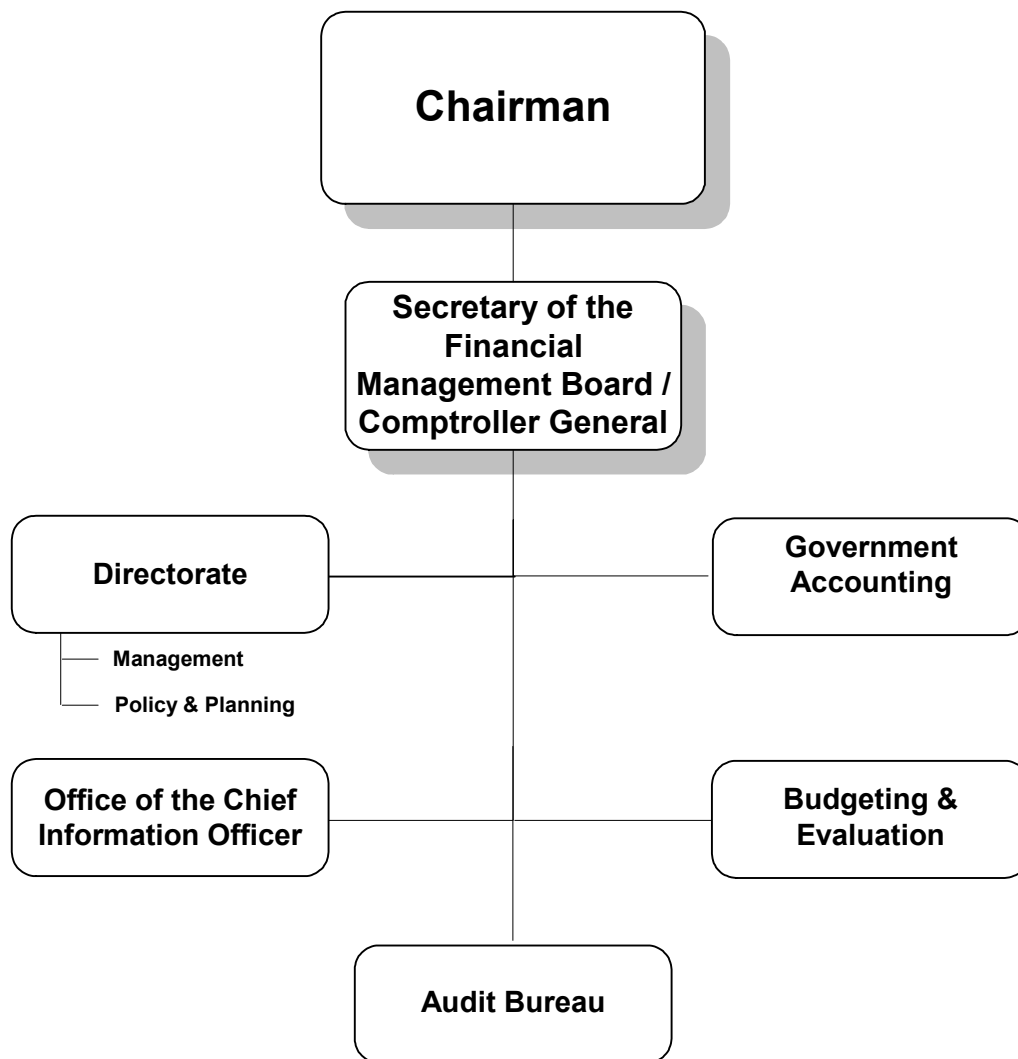 Chairman
Secretary of the
Financial
Management Board /
Comptroller General
Directorate
Government
Accounting
Management
Policy & Planning
Office of the Chief
Information Officer
Budgeting &
Evaluation
Audit Bureau